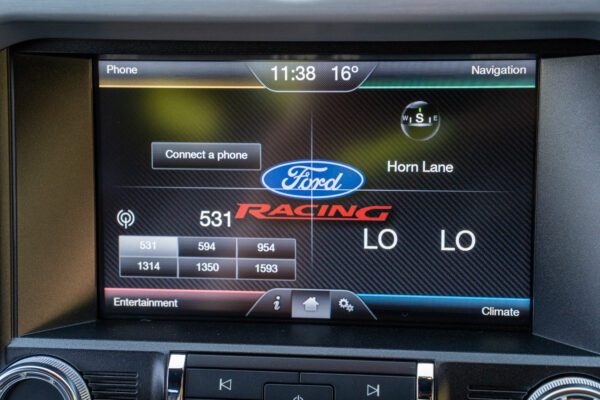 Phone
11:38 16°
Navigation
W S E
Connect a phone
Horn Lane
Ford
RACING
531
LO LO
531 594 954
1314 1350 1593
Entertainment
i
Climate